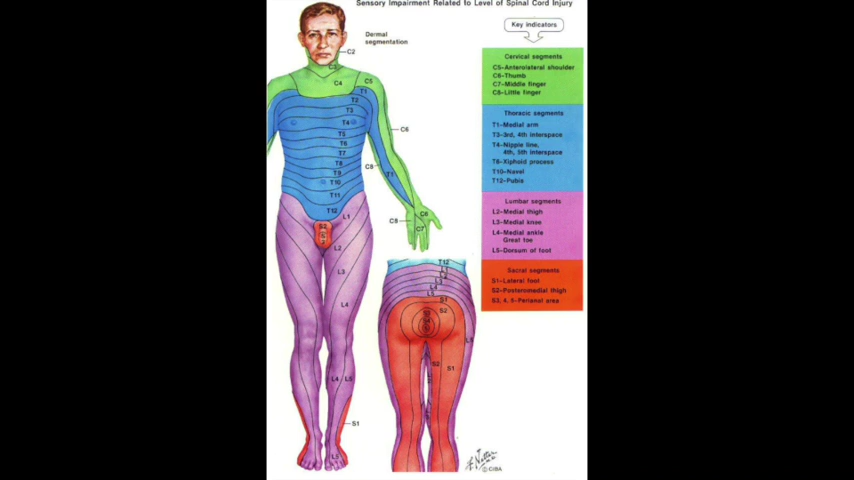 Sensory Impairment Related to Level of Spinal Cord Injury
Key indicators
Dermal
segmentation
Cervical segments
C5-Anterolateral shoulder
C6-Thumb
C7-Middle finger
C8-Little finger
Thoracic segments
T1-Medial arm
T3-3rd, 4th interspace
T4-Nipple line,
4th, 5th interspace
T6-Xiphoid process
T10-Navel
T12-Pubis
Lumbar segments
L2-Medial thigh
L3-Medial knee
L4-Medial ankle
Great toe
L5-Dorsum of foot
Sacral segments
S1-Lateral foot
S2-Posteromedial thigh
S3, 4, 5-Perianal area
C2
C3
C4
C5
T1
T2
T3
T4
T5
T6
T7
T8
T9
T10
T11
T12
L1
C6
C8
T1
C8
C6
C7
S2
L2
L3
L4
L4
L5
S1
L5
T12
L1
L2
L3
L4
L5
S1
S2
L3
S2
S1
F. Netter
M.D.
© CIBA